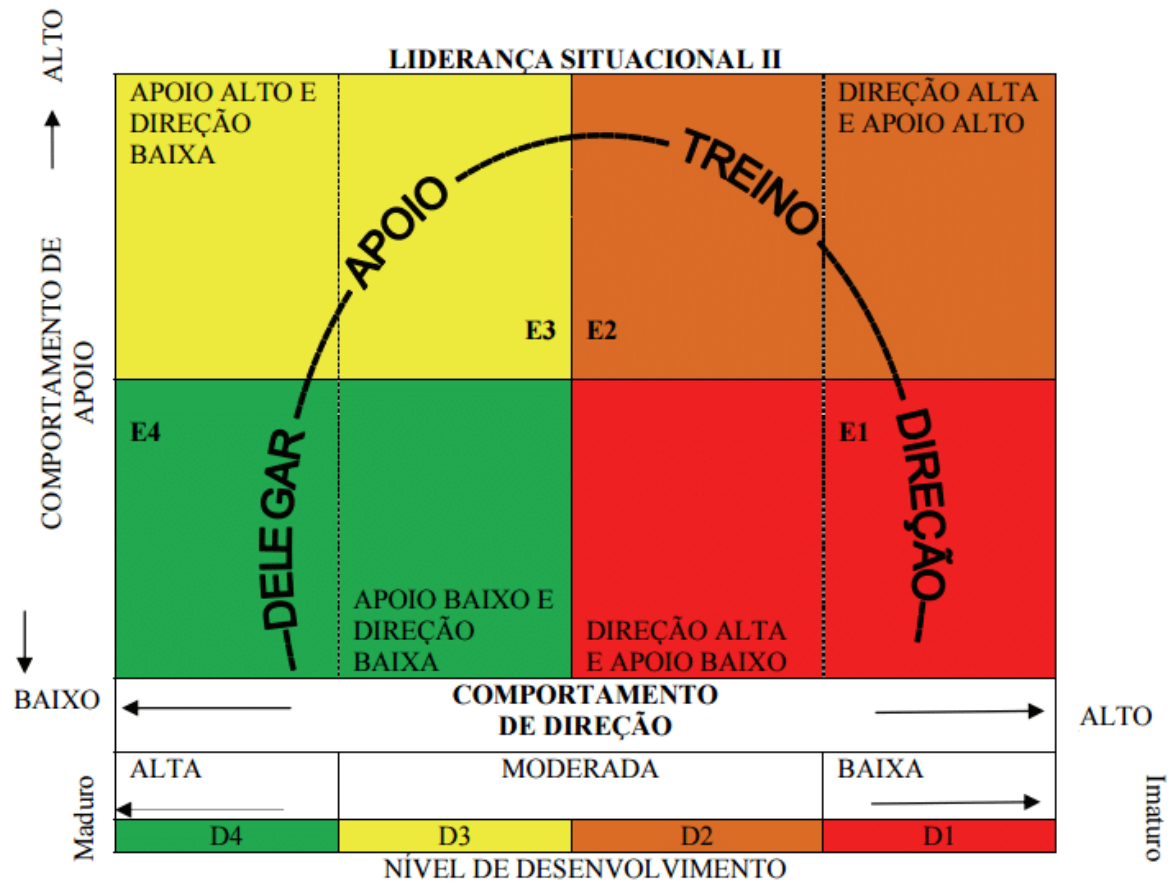 LIDERANÇA SITUACIONAL II
ALTO
COMPORTAMENTO DE
APOIO
BAIXO
APOIO ALTO E
DIREÇÃO
BAIXA
DIREÇÃO ALTA
E APOIO ALTO
APOIO
TREINO
E3
E2
E4
E1
DELEGAR
DIREÇÃO
APOIO BAIXO E
DIREÇÃO
BAIXA
DIREÇÃO ALTA
E APOIO BAIXO
COMPORTAMENTO
DE DIREÇÃO
ALTO
Maduro
ALTA
MODERADA
BAIXA
Imaturo
D4
D3
D2
D1
NÍVEL DE DESENVOLVIMENTO